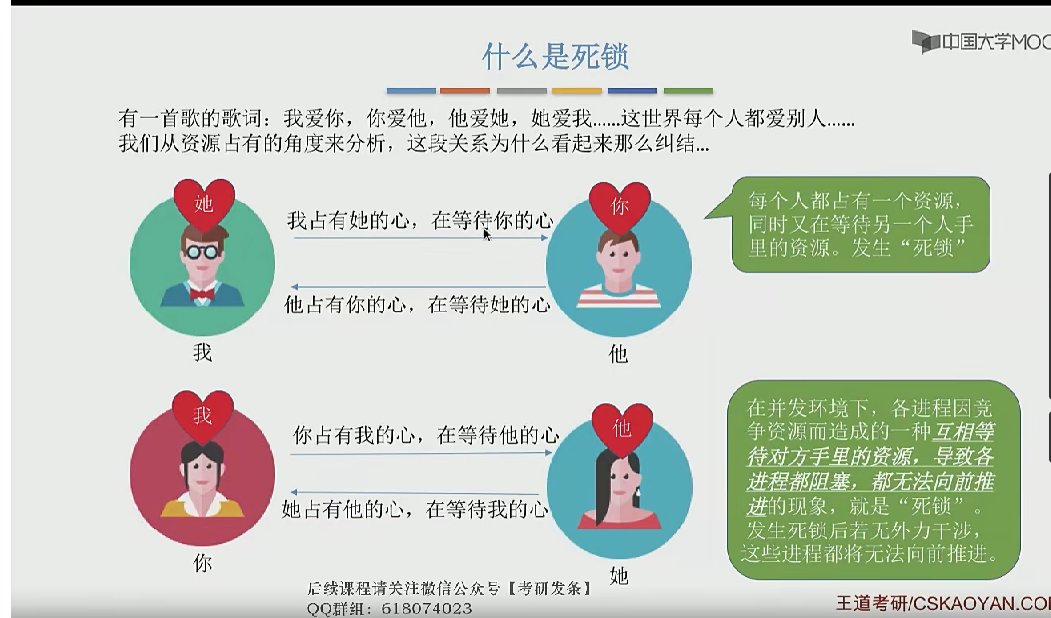 什么是死锁
中国大学MOO
有一首歌的歌词：我爱你，你爱他，他爱她，她爱我......这世界每个人都爱别人......
我们从资源占有的角度来分析，这段关系为什么看起来那么纠结...
她
我占有她的心，在等待你的心
他占有你的心，在等待她的心
我
你
他
每个人都占有一个资源，
同时又在等待另一个人手
里的资源。发生“死锁”
我
你占有我的心，在等待他的心
她占有他的心，在等待我的心
你
他
她
在并发环境下，各进程因竞
争资源而造成的一种互相等
待对方手里的资源，导致各
进程都阻塞，都无法向前推
进的现象，就是“死锁”。
发生死锁后若无外力干涉，
这些进程都将无法向前推进。
后续课程请关注微信公众号【考研发条】
QQ群组：618074023
王道考研/CSKAOYAN.COM